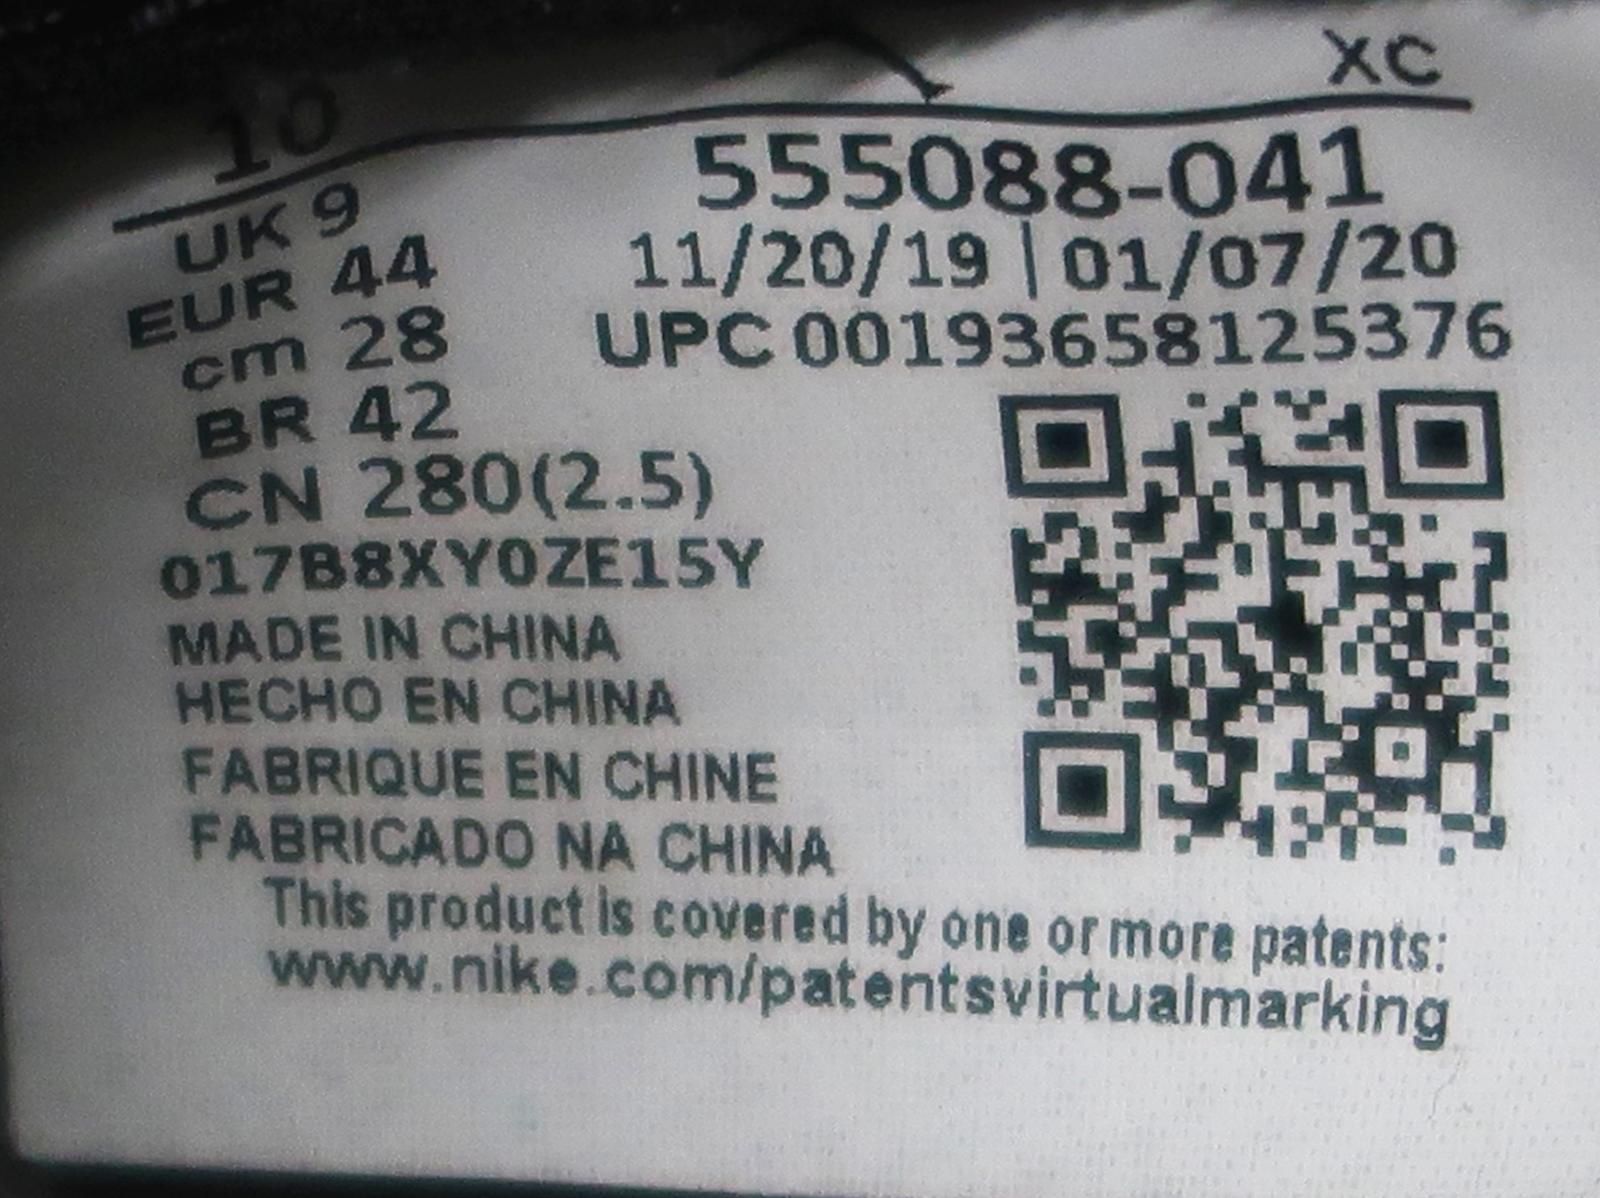 XC
10
555088-041
UK 9
11/20/19 | 01/07/20
EUR 44
UPC 00193658125376
cm 28
BR 42
CN 280(2.5)
017B8XY0ZE15Y
MADE IN CHINA
HECHO EN CHINA
FABRIQUE EN CHINE
FABRICADO NA CHINA
This product is covered by one or more patents:
www.nike.com/patentsvirtualmarking